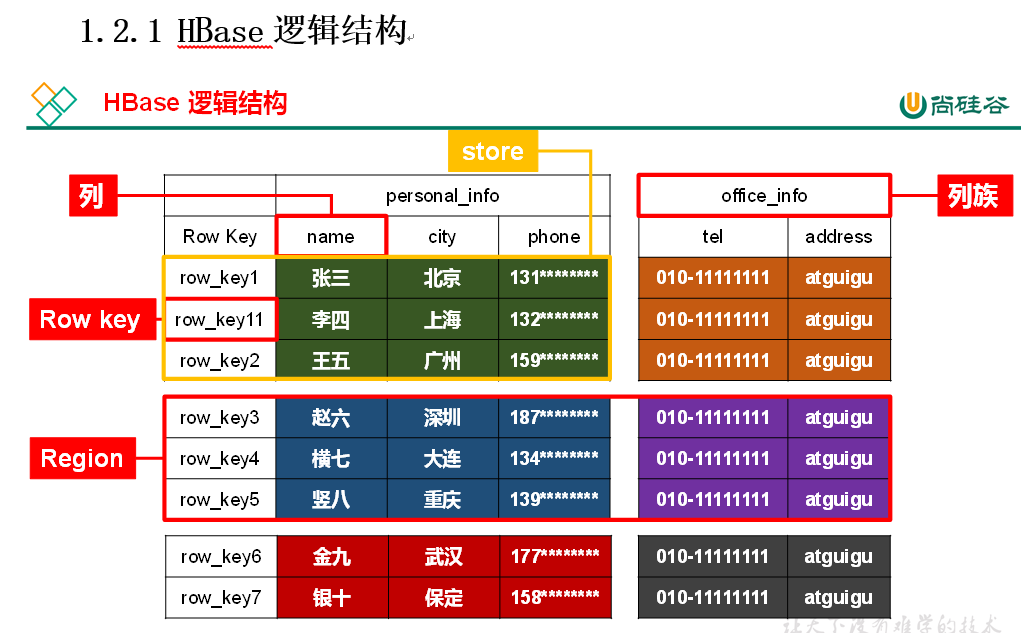 1.2.1 HBase 逻辑结构
HBase 逻辑结构
尚硅谷
store
列
personal_info
office_info
列族
Row Key name city phone tel address
row_key1 张三 北京 131******** 010-11111111 atguigu
Row key
row_key11 李四 上海 132******** 010-11111111 atguigu
row_key2 王五 广州 159******** 010-11111111 atguigu
row_key3 赵六 深圳 187******** 010-11111111 atguigu
Region
row_key4 横七 大连 134******** 010-11111111 atguigu
row_key5 竖八 重庆 139******** 010-11111111 atguigu
row_key6 金九 武汉 177******** 010-11111111 atguigu
row_key7 银十 保定 158******** 010-11111111 atguigu
让天下没有难学的技术